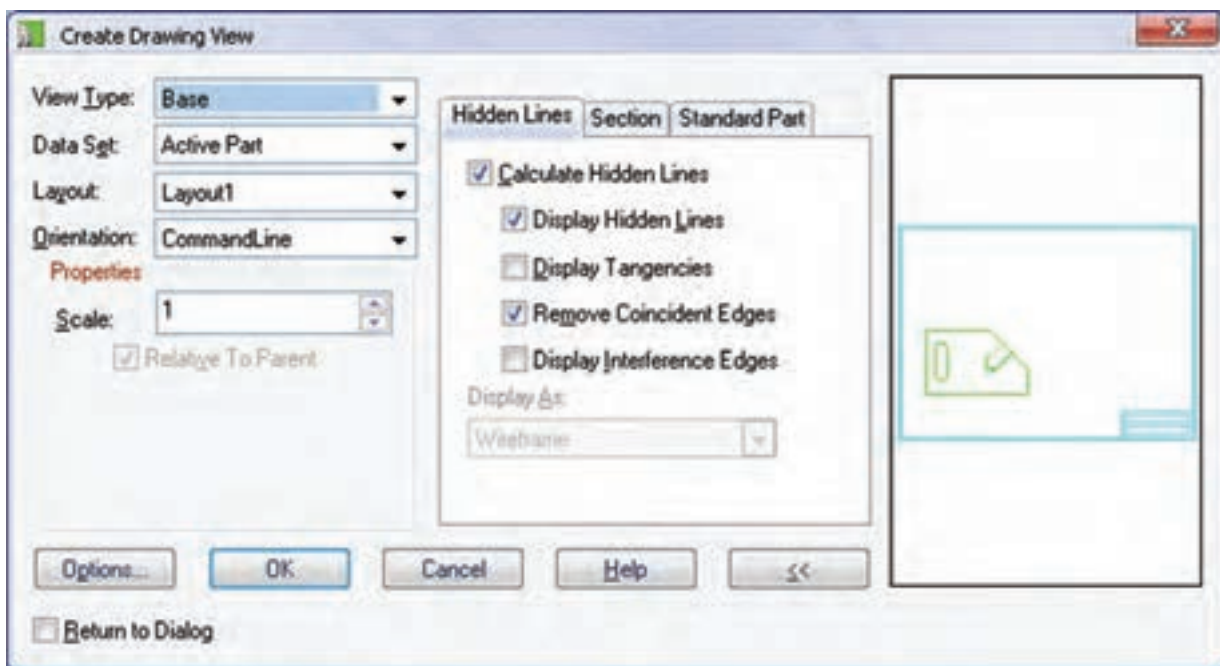 Create Drawing View
View Type: Base
Data Set: Active Part
Layout: Layout1
Orientation: CommandLine
Properties
Scale: 1
Relative To Parent
Hidden Lines Section Standard Part
Calculate Hidden Lines
Display Hidden Lines
Display Tangencies
Remove Coincident Edges
Display Interference Edges
Display As:
Wireframe
Options... OK Cancel Help <<
Return to Dialog